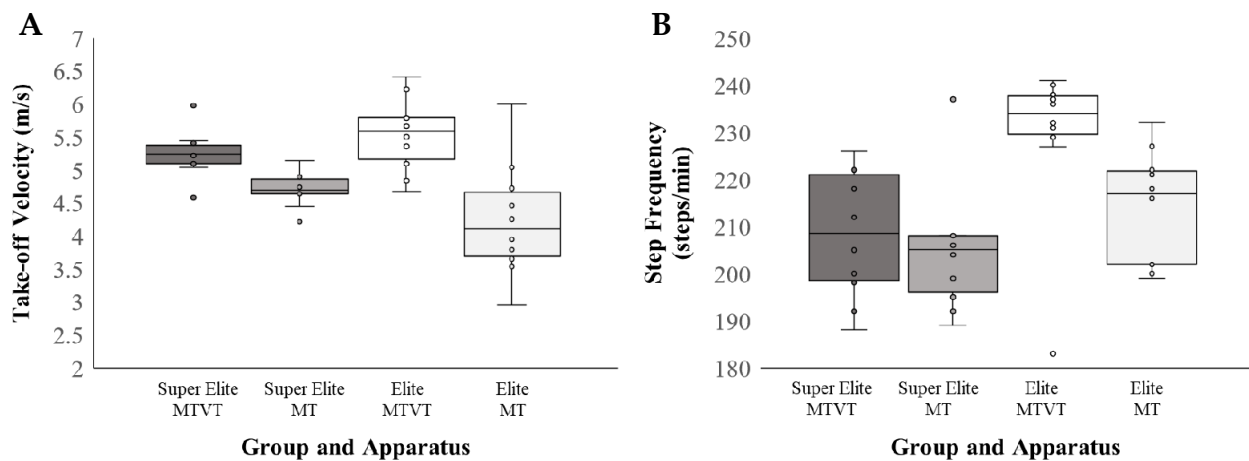 A
Take-off Velocity (m/s)
7
6.5
6
5.5
5
4.5
4
3.5
3
2.5
2
Super Elite
MTVT
Super Elite
MT
Elite
MTVT
Elite
MT
Group and Apparatus
B
Step Frequency
(steps/min)
250
240
230
220
210
200
190
180
Super Elite
MTVT
Super Elite
MT
Elite
MTVT
Elite
MT
Group and Apparatus